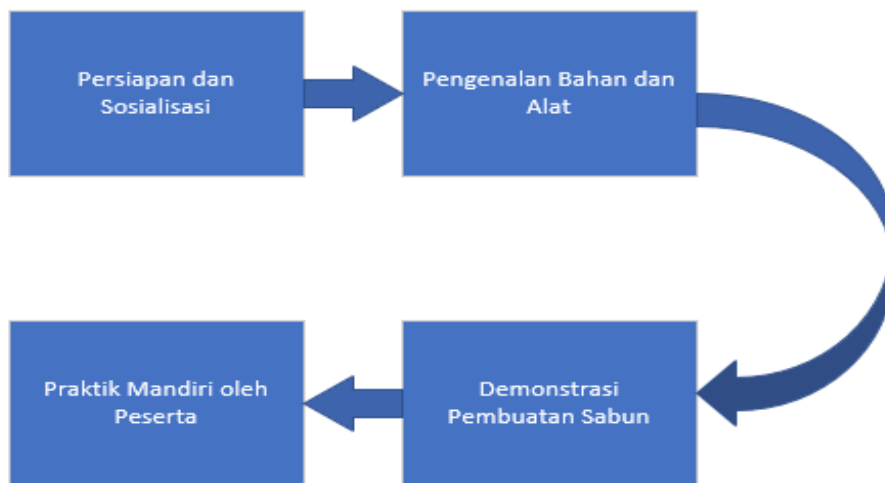 Persiapan dan
Sosialisasi
Pengenalan Bahan dan
Alat
Demonstrasi
Pembuatan Sabun
Praktik Mandiri oleh
Peserta